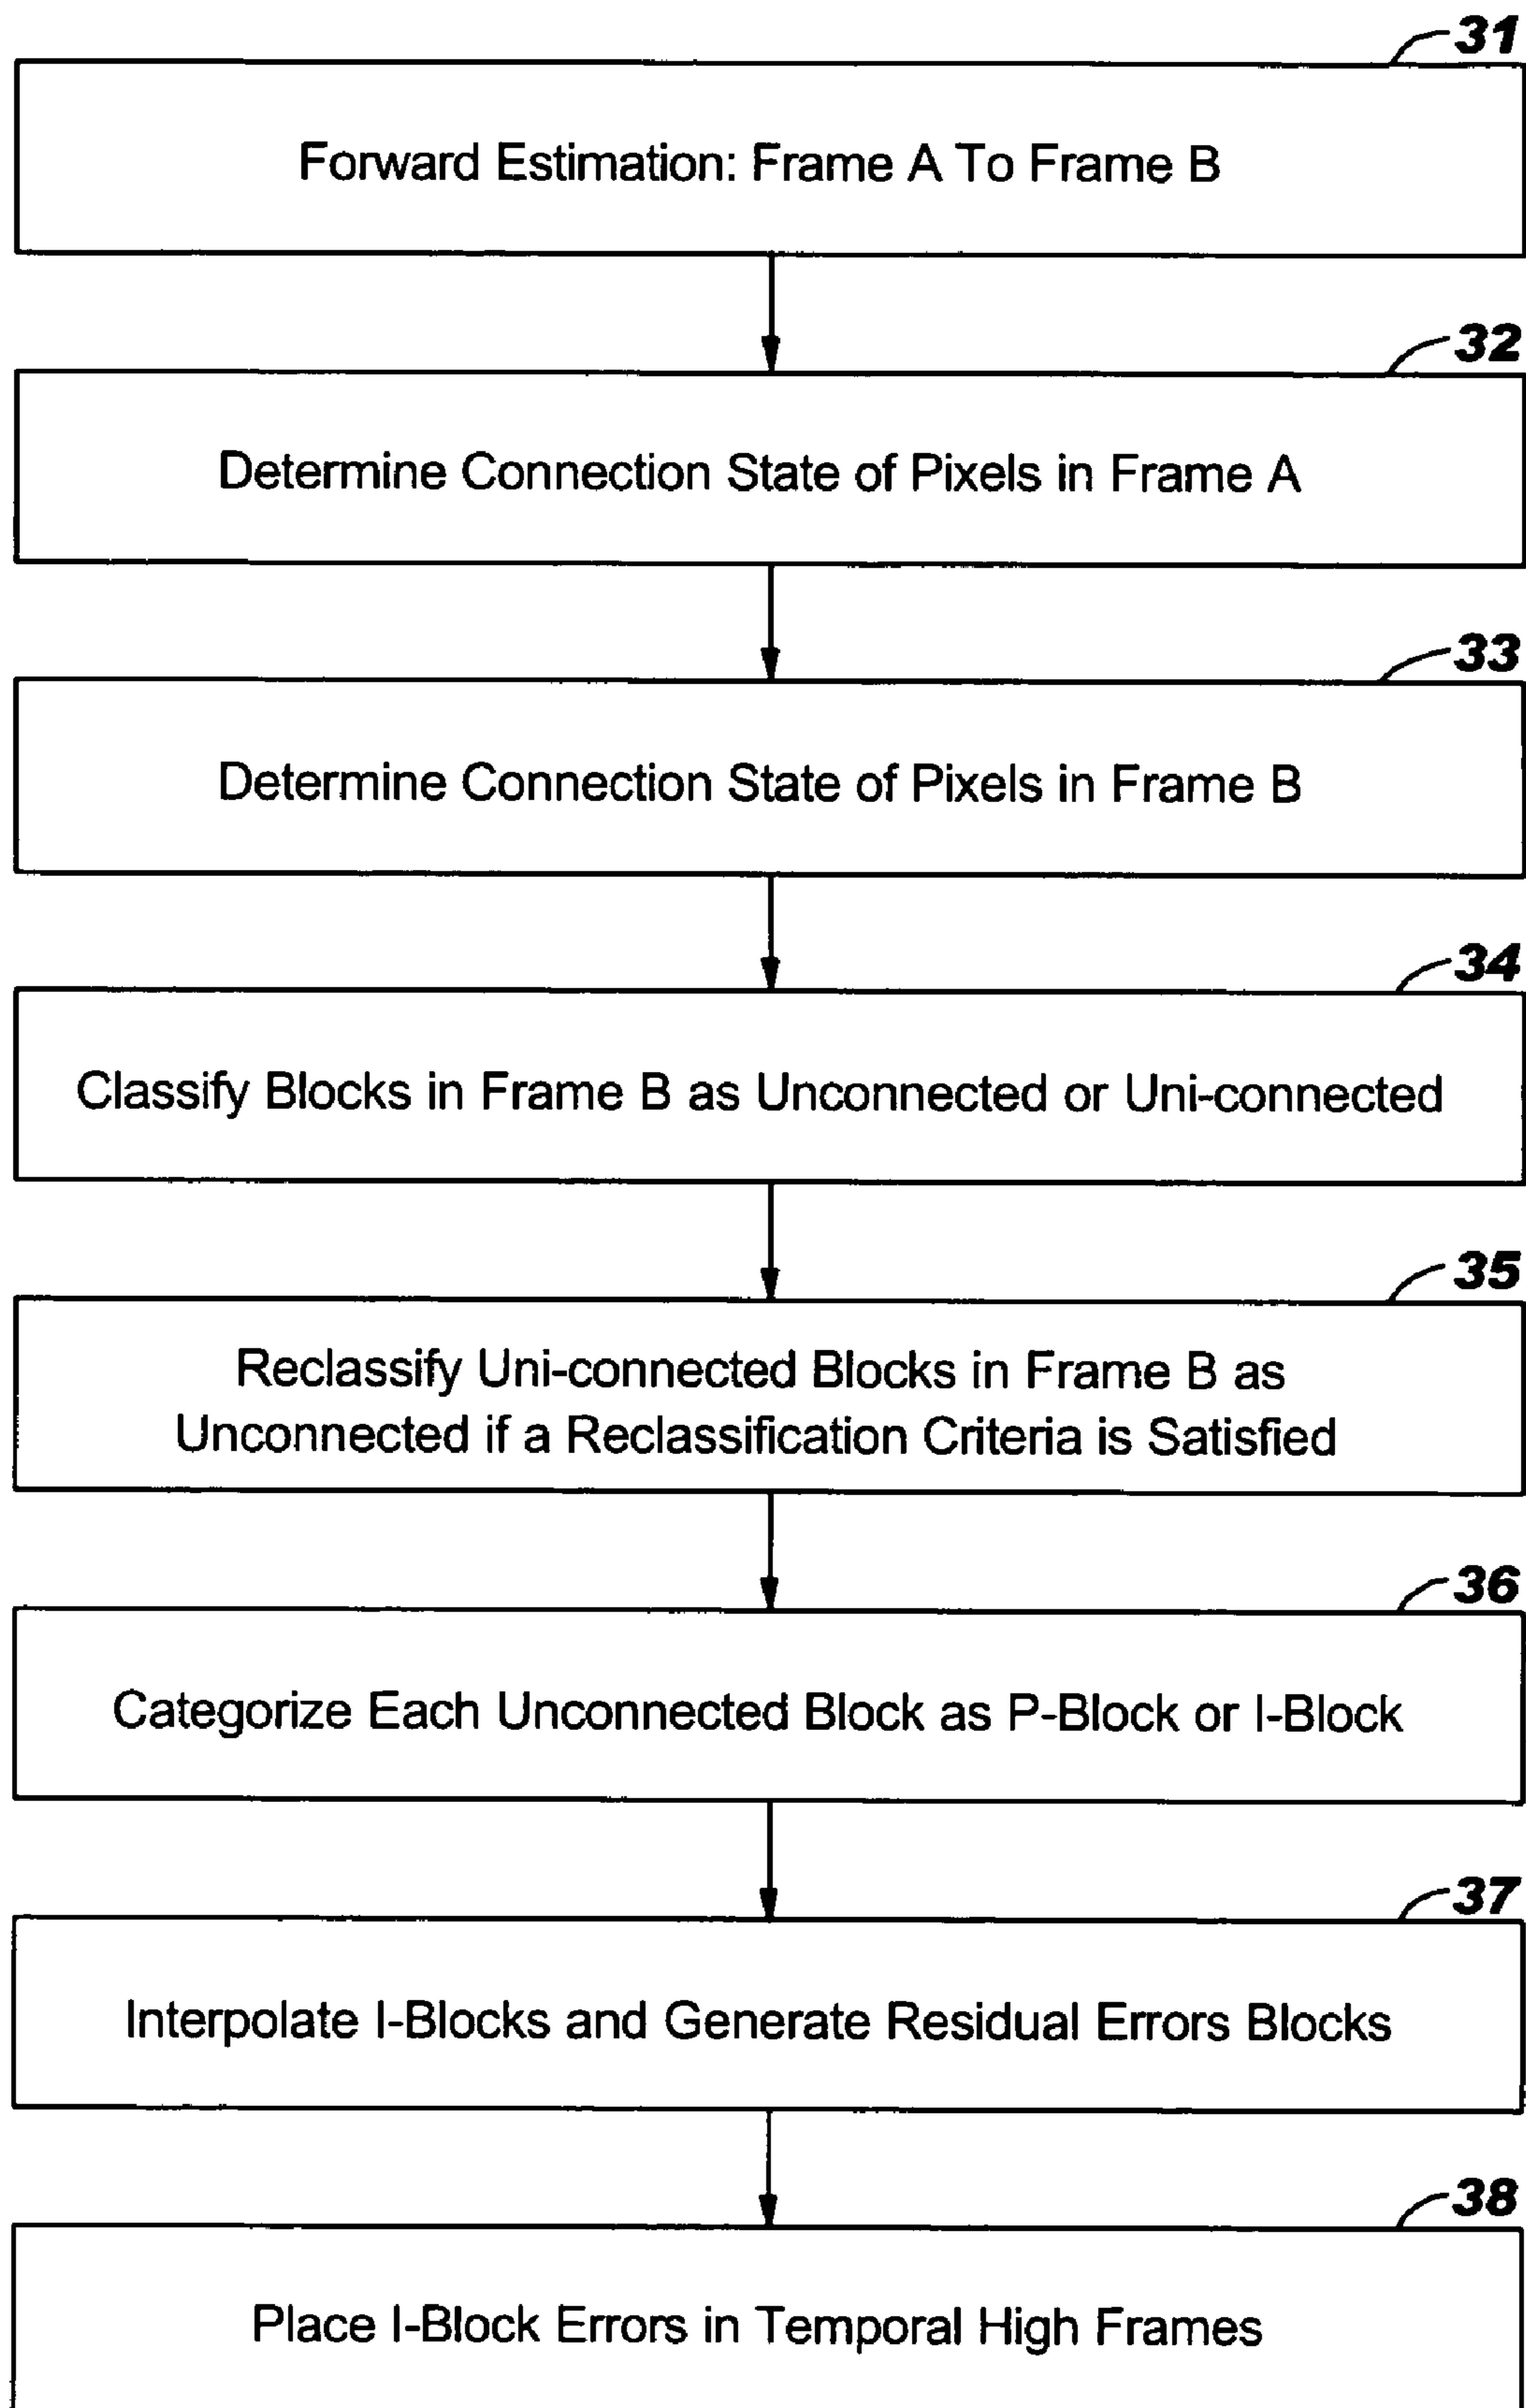 31
Forward Estimation: Frame A To Frame B
32
Determine Connection State of Pixels in Frame A
33
Determine Connection State of Pixels in Frame B
34
Classify Blocks in Frame B as Unconnected or Uni-connected
35
Reclassify Uni-connected Blocks in Frame B as
Unconnected if a Reclassification Criteria is Satisfied
36
Categorize Each Unconnected Block as P-Block or I-Block
37
Interpolate I-Blocks and Generate Residual Errors Blocks
38
Place I-Block Errors in Temporal High Frames